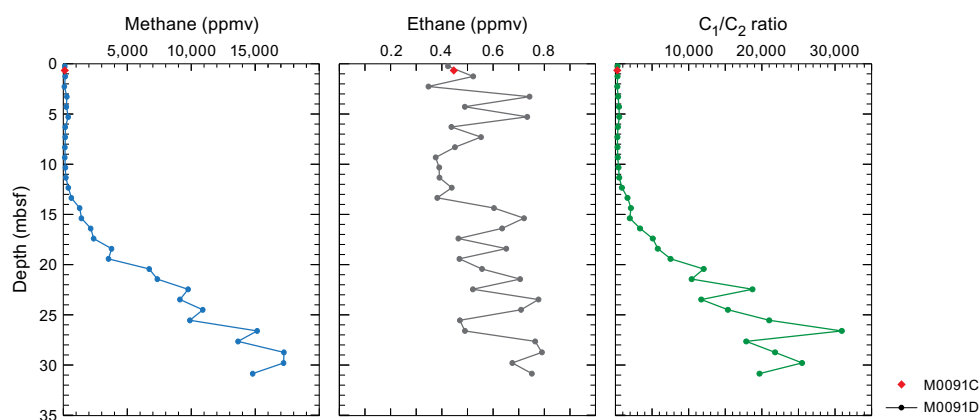 Methane (ppmv)
5,000 10,000 15,000
Ethane (ppmv)
0.2 0.4 0.6 0.8
C₁/C₂ ratio
10,000 20,000 30,000
Depth (mbsf)
0
5
10
15
20
25
30
35
M0091C
M0091D